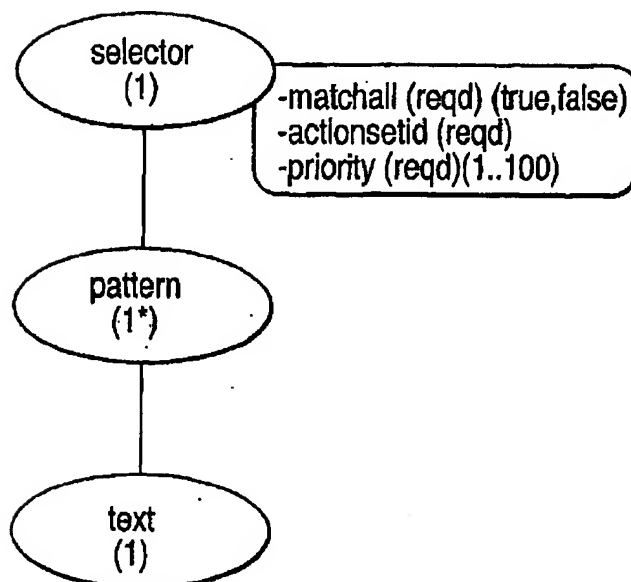 selector
(1)
-matchall (reqd) (true,false)
-actionsetid (reqd)
-priority (reqd)(1..100)
pattern
(1*)
text
(1)